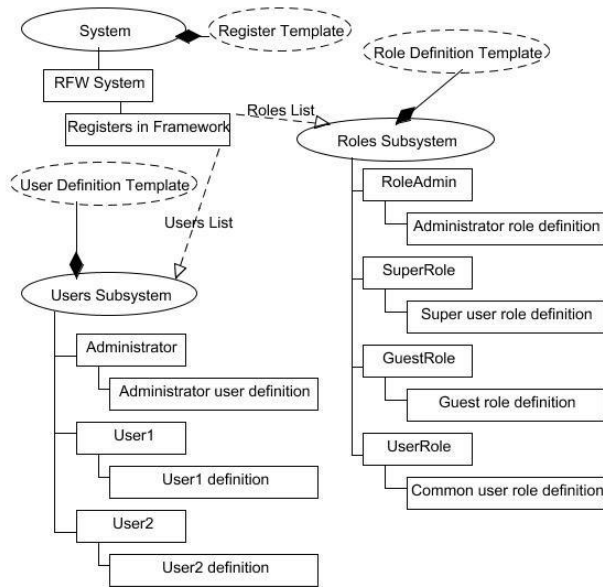 System
Register Template
Role Definition Template
RFW System
Roles List
Registers in Framework
Roles Subsystem
User Definition Template
RoleAdmin
Users List
Administrator role definition
SuperRole
Users Subsystem
Super user role definition
Administrator
GuestRole
Administrator user definition
Guest role definition
User1
UserRole
User1 definition
Common user role definition
User2
User2 definition